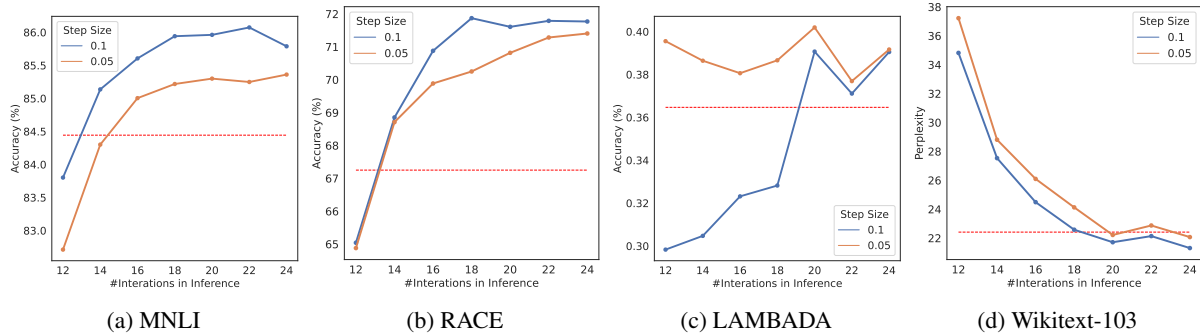 86.0
85.5
85.0
84.5
84.0
83.5
83.0
Accuracy (%)
Step Size
0.1
0.05
12 14 16 18 20 22 24
#Interations in Inference
(a) MNLI
72
71
70
69
68
67
66
65
Accuracy (%)
Step Size
0.1
0.05
12 14 16 18 20 22 24
#Interations in Inference
(b) RACE
0.40
0.38
0.36
0.34
0.32
0.30
Accuracy (%)
Step Size
0.1
0.05
12 14 16 18 20 22 24
#Interations in Inference
(c) LAMBADA
38
36
34
32
30
28
26
24
22
Perplexity
Step Size
0.1
0.05
12 14 16 18 20 22 24
#Interations in Inference
(d) Wikitext-103